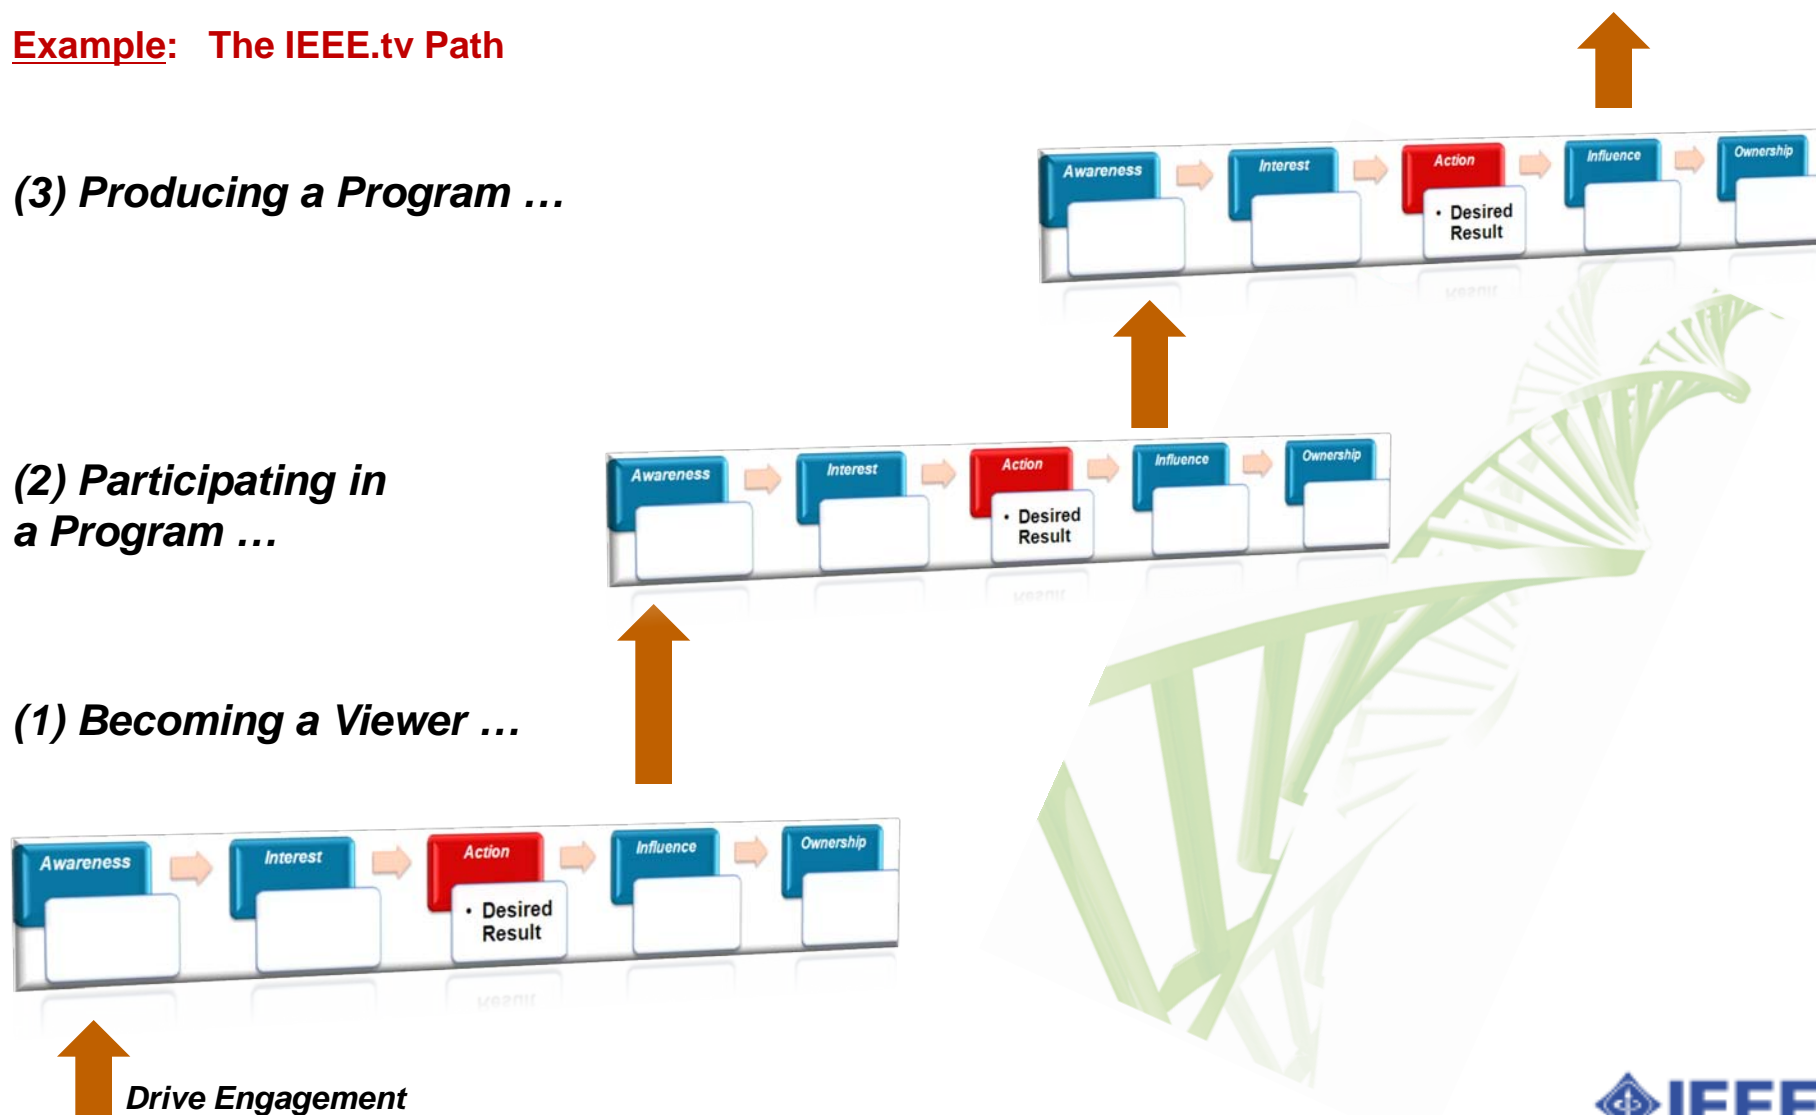 Example: The IEEE.tv Path
(3) Producing a Program …
Awareness
Interest
Action
Influence
Ownership
• Desired
Result
(2) Participating in
a Program …
Awareness
Interest
Action
Influence
Ownership
• Desired
Result
(1) Becoming a Viewer …
Awareness
Interest
Action
Influence
Ownership
• Desired
Result
Drive Engagement
IEEE